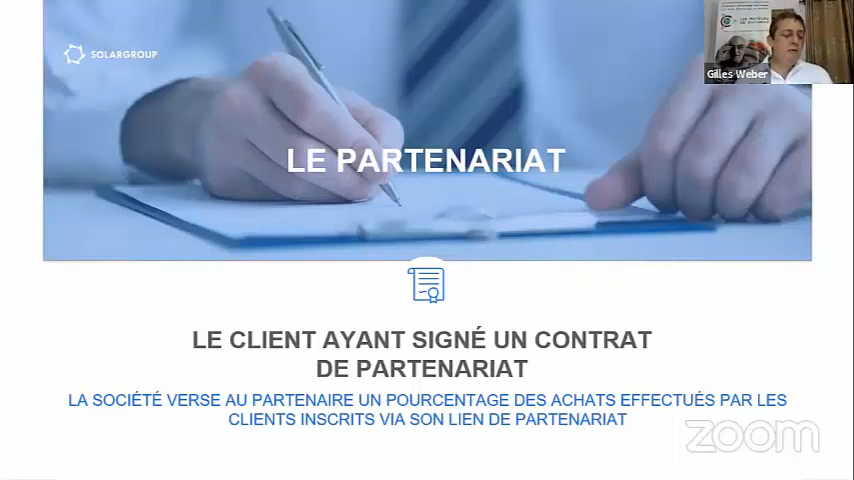 SOLARGROUP
Gilles Weber
LE PARTENARIAT
LE CLIENT AYANT SIGNÉ UN CONTRAT
DE PARTENARIAT
LA SOCIÉTÉ VERSE AU PARTENAIRE UN POURCENTAGE DES ACHATS EFFECTUÉS PAR LES
CLIENTS INSCRITS VIA SON LIEN DE PARTENARIAT
zoom